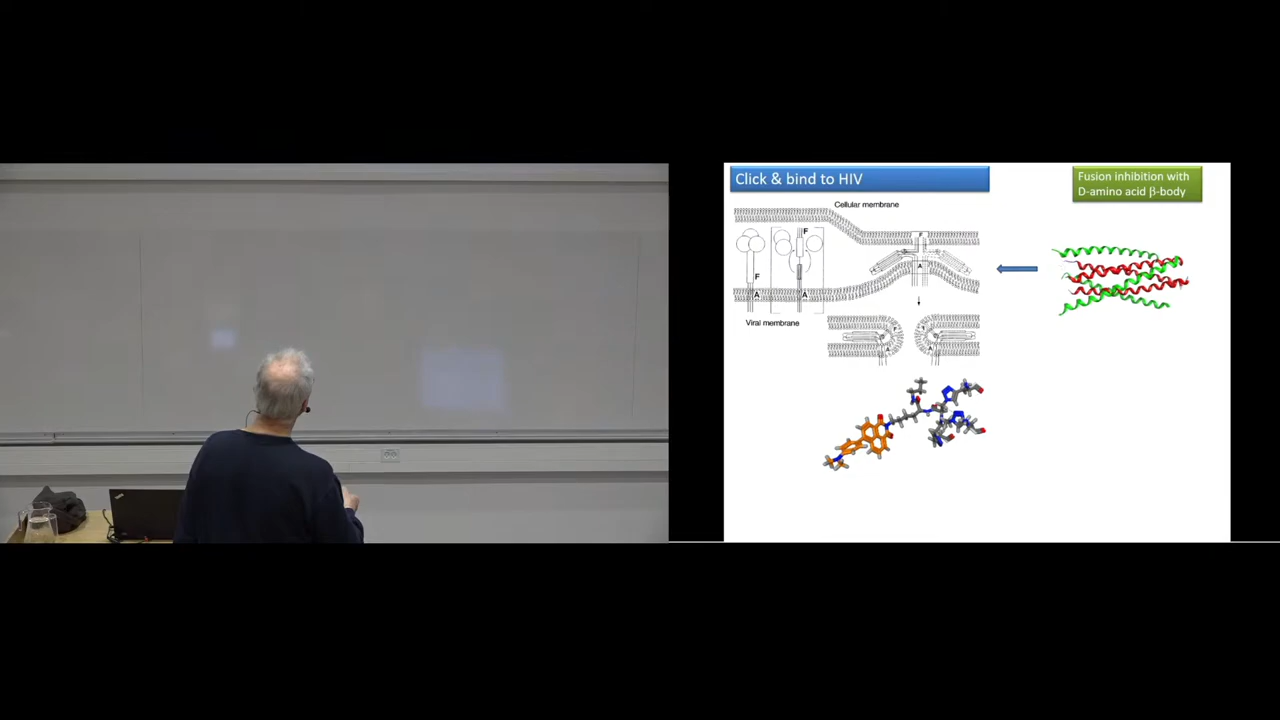 Click & bind to HIV
Fusion inhibition with
D-amino acid β-body
Cellular membrane
F
F
F
A
A
A
Viral membrane
F
F
A
A